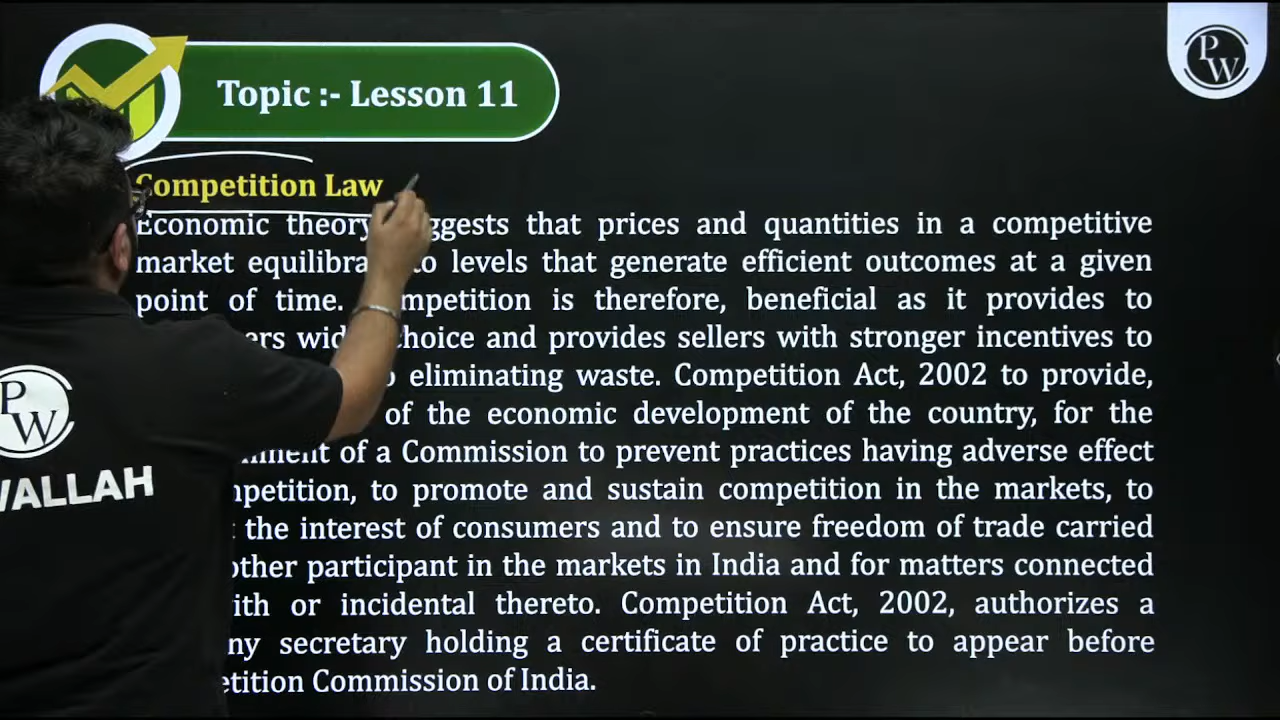 Topic :- Lesson 11
P
W
Competition Law
Economic theory ggests that prices and quantities in a competitive
market equilibra to levels that generate efficient outcomes at a given
point of time. mpetition is therefore, beneficial as it provides to
ers wid choice and provides sellers with stronger incentives to
eliminating waste. Competition Act, 2002 to provide,
of the economic development of the country, for the
of a Commission to prevent practices having adverse effect
mpetition, to promote and sustain competition in the markets, to
the interest of consumers and to ensure freedom of trade carried
other participant in the markets in India and for matters connected
ith or incidental thereto. Competition Act, 2002, authorizes a
ny secretary holding a certificate of practice to appear before
etition Commission of India.
P
W
WALLAH